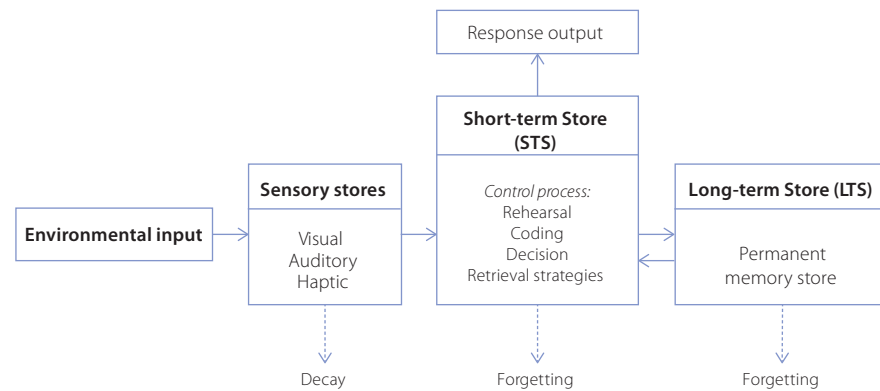 Response output
Short-term Store
(STS)
Control process:
Rehearsal
Coding
Decision
Retrieval strategies
Sensory stores
Visual
Auditory
Haptic
Environmental input
Long-term Store (LTS)
Permanent
memory store
Decay
Forgetting
Forgetting